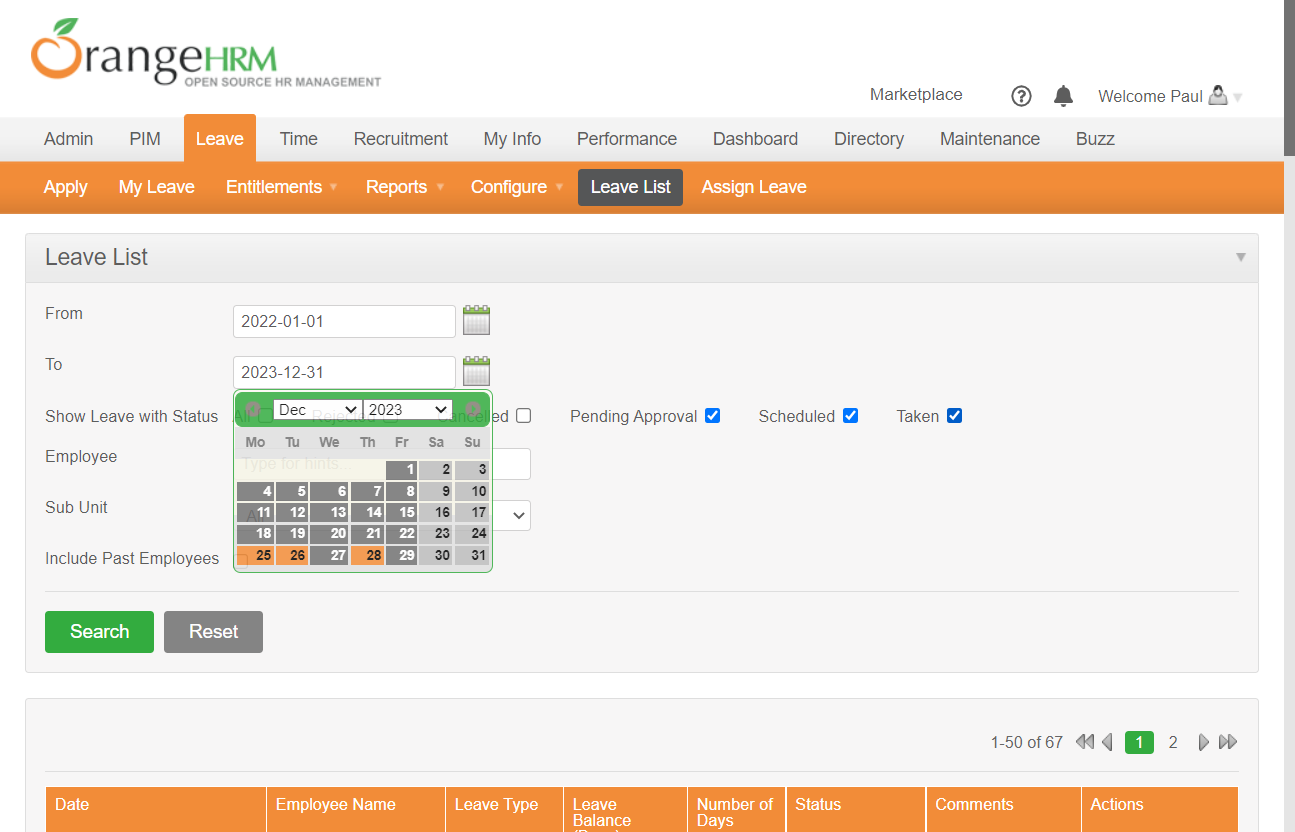 OrangeHRM
OPEN SOURCE HR MANAGEMENT
Marketplace ? Welcome Paul
Admin PIM Leave Time Recruitment My Info Performance Dashboard Directory Maintenance Buzz
Apply My Leave Entitlements Reports Configure Leave List Assign Leave
Leave List
From 2022-01-01
To 2023-12-31
Show Leave with Status All Rejected Cancelled Pending Approval Scheduled Taken
Dec 2023
Mo Tu We Th Fr Sa Su
Employee Type for hints...
1 2 3
4 5 6 7 8 9 10
Sub Unit All
11 12 13 14 15 16 17
18 19 20 21 22 23 24
Include Past Employees
25 26 27 28 29 30 31
Search Reset
1-50 of 67 1 2
Date Employee Name Leave Type Leave Balance Number of Days Status Comments Actions